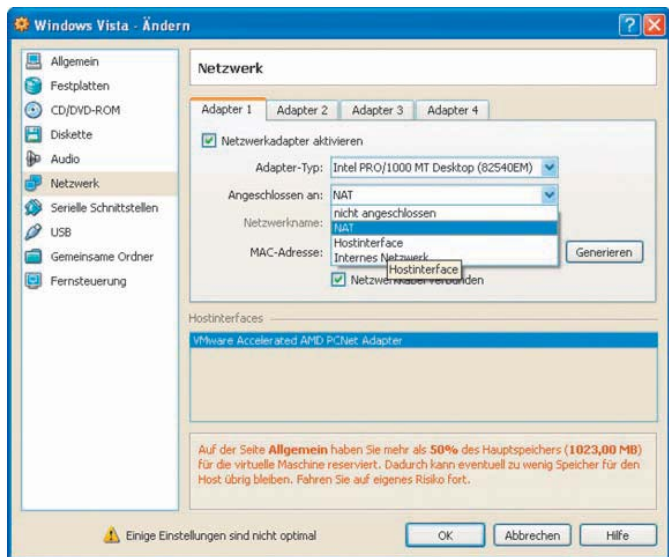 Windows Vista - Ändern
Allgemein
Festplatten
CD/DVD-ROM
Diskette
Audio
Netzwerk
Serielle Schnittstellen
USB
Gemeinsame Ordner
Fernsteuerung
Netzwerk
Adapter 1 Adapter 2 Adapter 3 Adapter 4
Netzwerkadapter aktivieren
Adapter-Typ: Intel PRO/1000 MT Desktop (82540EM)
Angeschlossen an: NAT
nicht angeschlossen
Netzwerkname:
NAT
Hostinterface
MAC-Adresse:
Internes Netzwerk
Generieren
Hostinterface
Netzwerkkabel verbunden
Hostinterfaces
VMware Accelerated AMD PCNet Adapter
Auf der Seite Allgemein haben Sie mehr als 50% des Hauptspeichers (1023,00 MB)
für die virtuelle Maschine reserviert. Dadurch kann eventuell zu wenig Speicher für den
Host übrig bleiben. Fahren Sie auf eigenes Risiko fort.
Einige Einstellungen sind nicht optimal
OK Abbrechen Hilfe